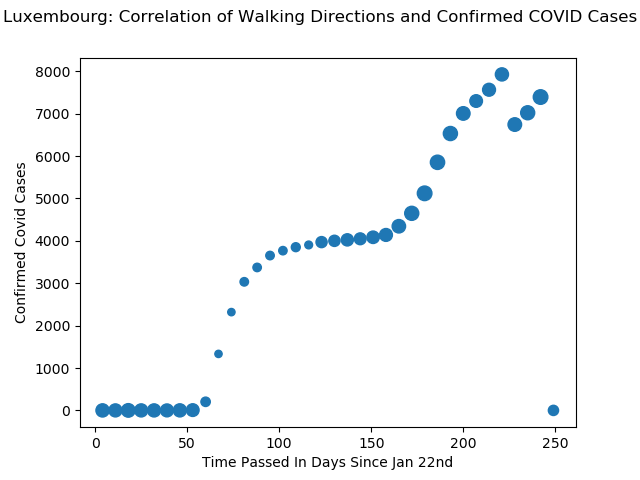 Luxembourg: Correlation of Walking Directions and Confirmed COVID Cases
8000
7000
6000
5000
4000
3000
2000
1000
0
Confirmed Covid Cases
0 50 100 150 200 250
Time Passed In Days Since Jan 22nd